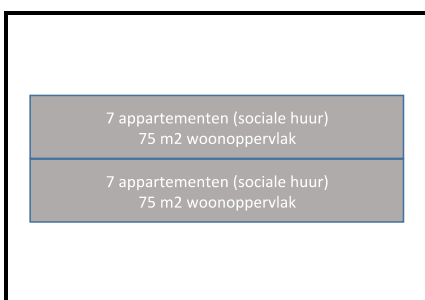 7 appartementen (sociale huur)
75 m2 woonoppervlak
7 appartementen (sociale huur)
75 m2 woonoppervlak